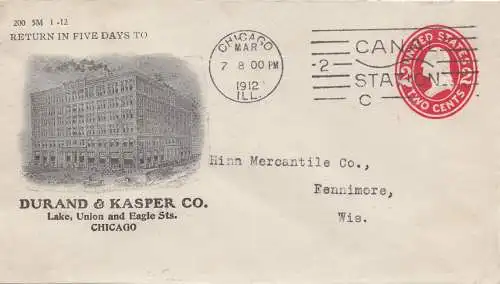 200 5M 1-12
RETURN IN FIVE DAYS TO
DURAND & KASPER CO.
Lake, Union and Eagle Sts.
CHICAGO
CHICAGO
MAR
7 8 00 PM
1912
ILL.
2
CAN
STA
C
UNITED STATES
TWO CENTS
Hinn Mercantile Co.,
Fennimore,
Wis.